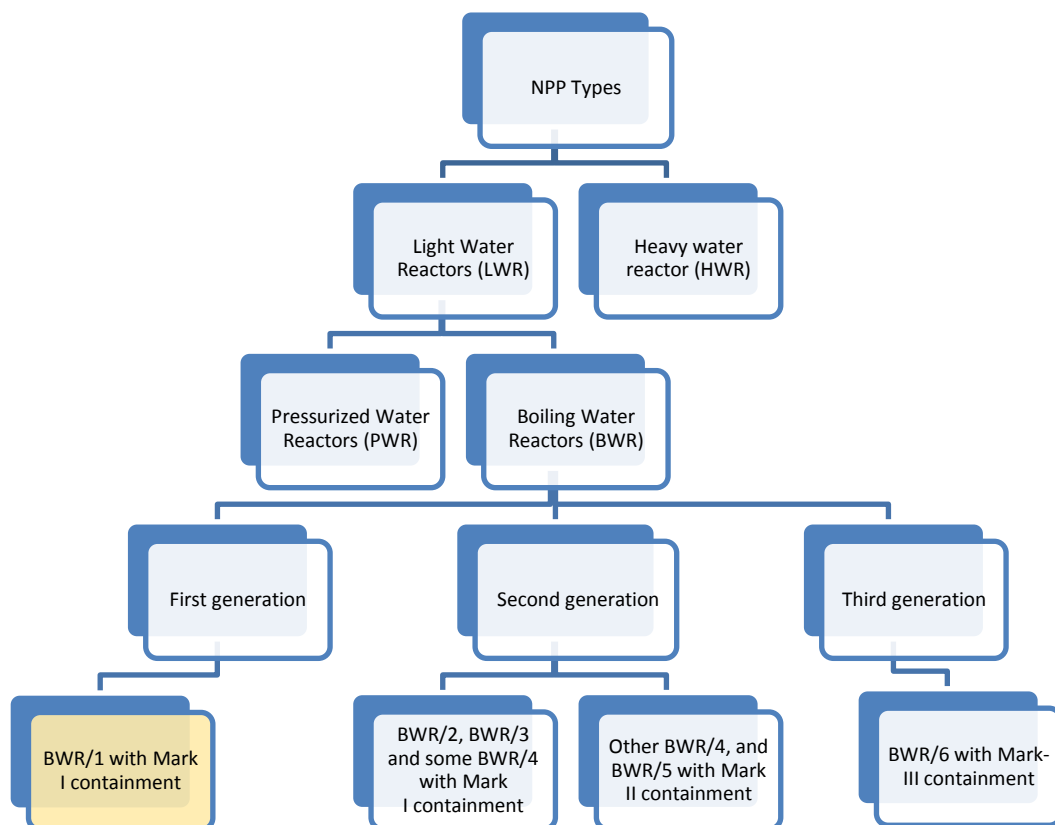 NPP Types
Light Water
Reactors (LWR)
Heavy water
reactor (HWR)
Pressurized Water
Reactors (PWR)
Boiling Water
Reactors (BWR)
First generation
Second generation
Third generation
BWR/1 with Mark
I containment
BWR/2, BWR/3
and some BWR/4
with Mark
I containment
Other BWR/4, and
BWR/5 with Mark
II containment
BWR/6 with Mark-
III containment